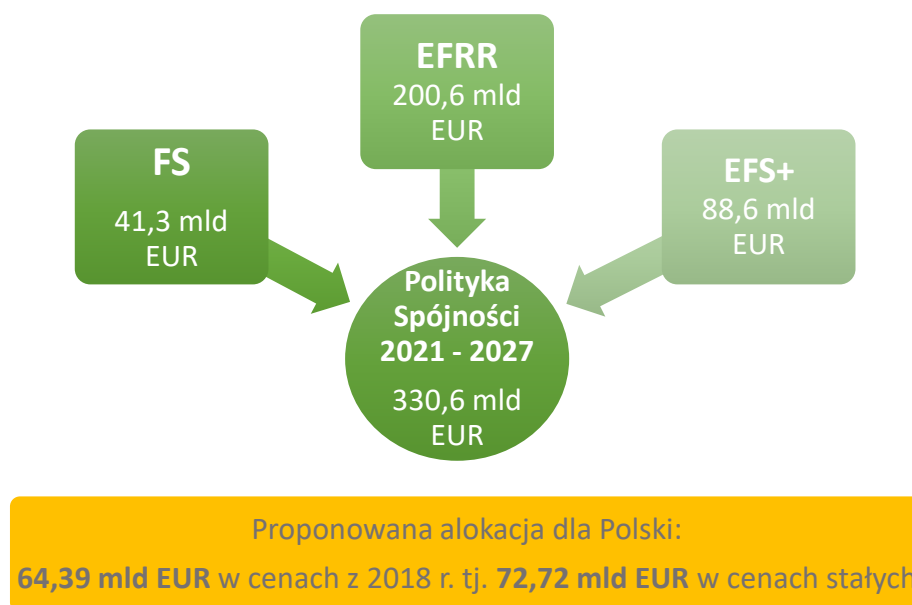 EFRR
200,6 mld
EUR
FS
41,3 mld
EUR
EFS+
88,6 mld
EUR
Polityka
Spójności
2021 - 2027
330,6 mld
EUR
Proponowana alokacja dla Polski:
64,39 mld EUR w cenach z 2018 r. tj. 72,72 mld EUR w cenach stałych